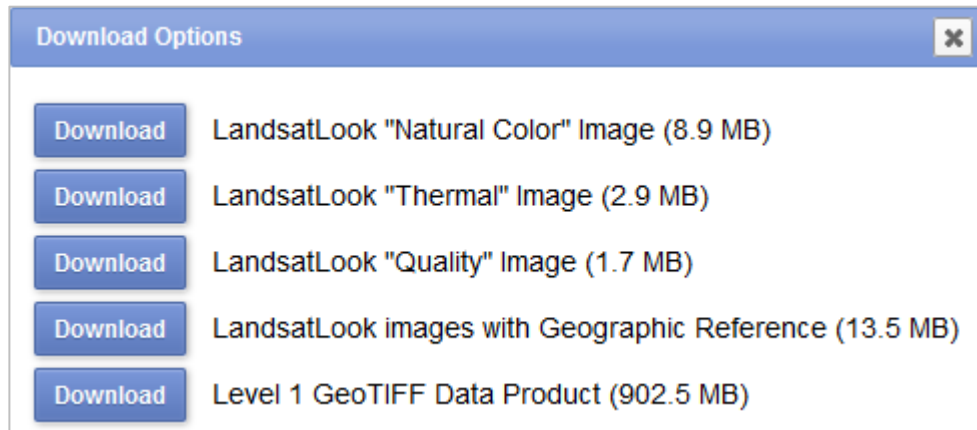 Download Options
Download LandsatLook "Natural Color" Image (8.9 MB)
Download LandsatLook "Thermal" Image (2.9 MB)
Download LandsatLook "Quality" Image (1.7 MB)
Download LandsatLook images with Geographic Reference (13.5 MB)
Download Level 1 GeoTIFF Data Product (902.5 MB)